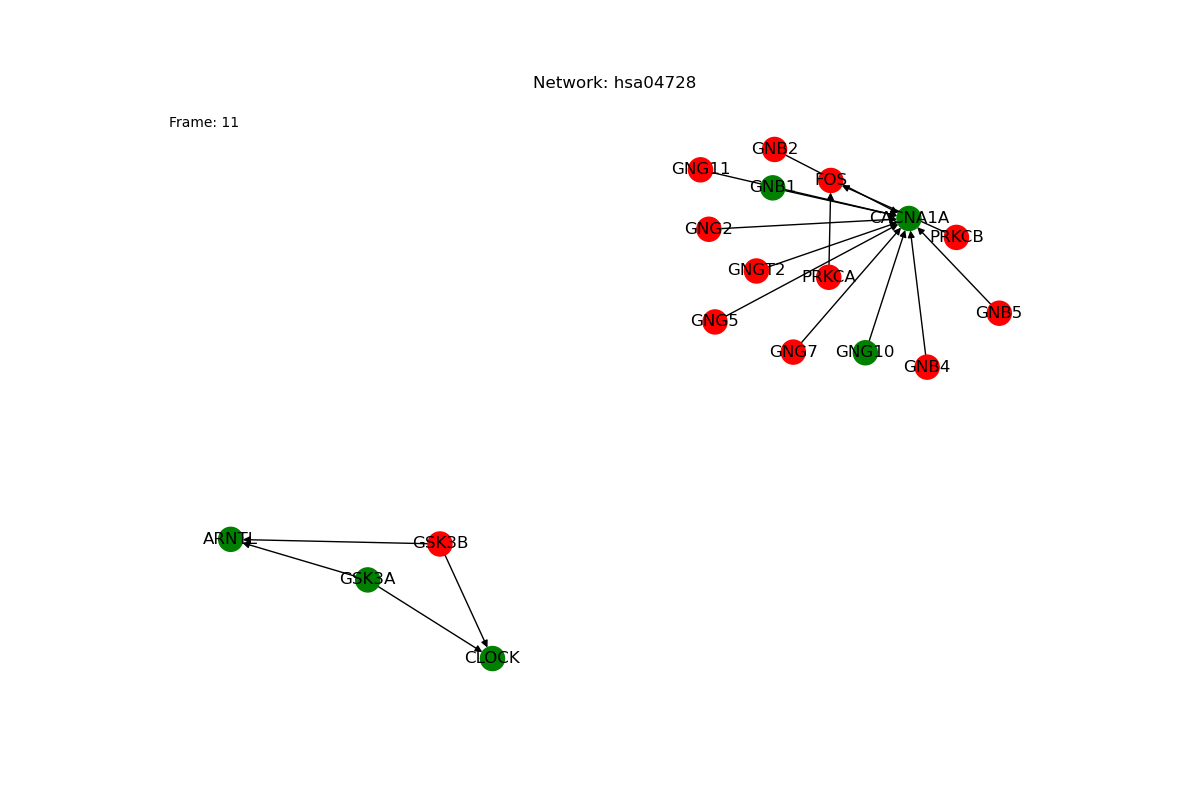 Network: hsa04728
Frame: 11
GNB2
GNG11
FOS
GNB1
CACNA1A
GNG2
PRKCB
GNGT2
PRKCA
GNB5
GNG5
GNG7
GNG10
GNB4
ARNTL
GSK3B
GSK3A
CLOCK